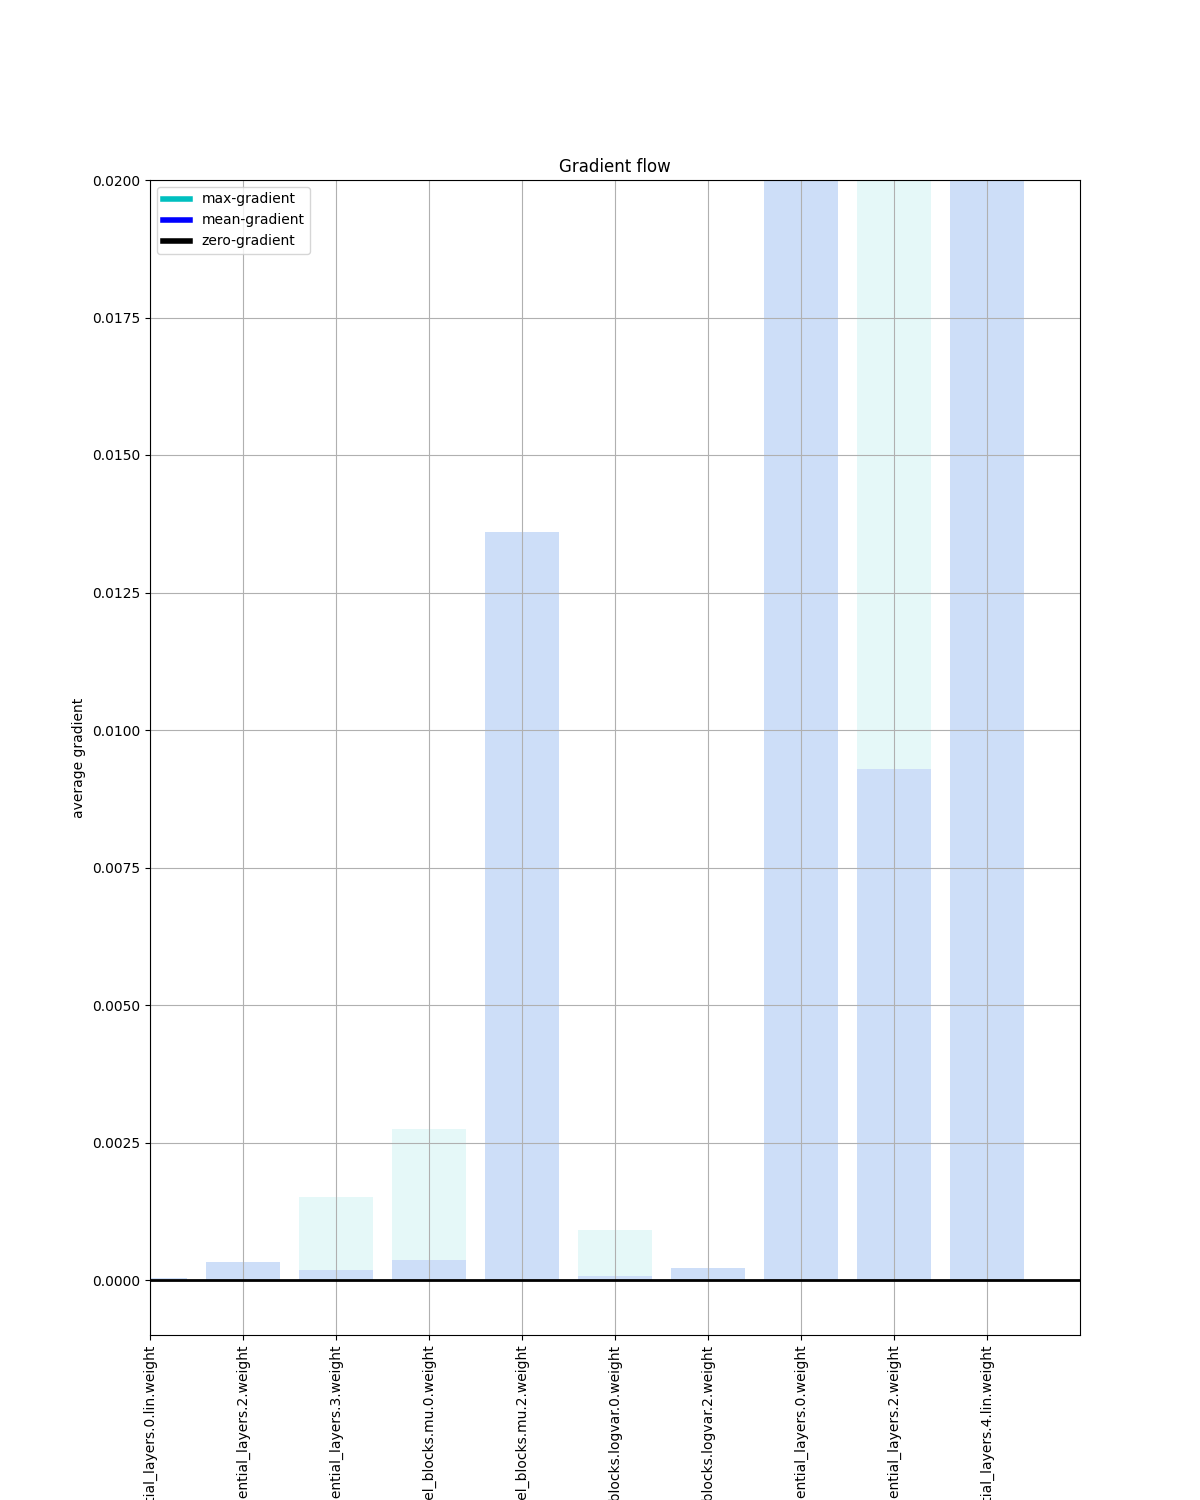 Gradient flow
max-gradient
mean-gradient
zero-gradient
0.0200
0.0175
0.0150
0.0125
0.0100
0.0075
0.0050
0.0025
0.0000
average gradient
tial_layers.0.lin.weight
ential_layers.2.weight
ential_layers.3.weight
el_blocks.mu.0.weight
el_blocks.mu.2.weight
blocks.logvar.0.weight
blocks.logvar.2.weight
ential_layers.0.weight
ential_layers.2.weight
tial_layers.4.lin.weight